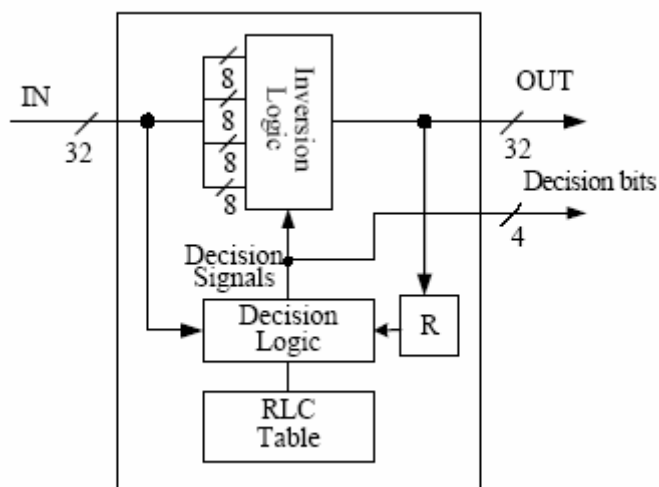 IN
32
8
8
8
8
Inversion
Logic
OUT
32
Decision bits
4
Decision
Signals
Decision
Logic
R
RLC
Table